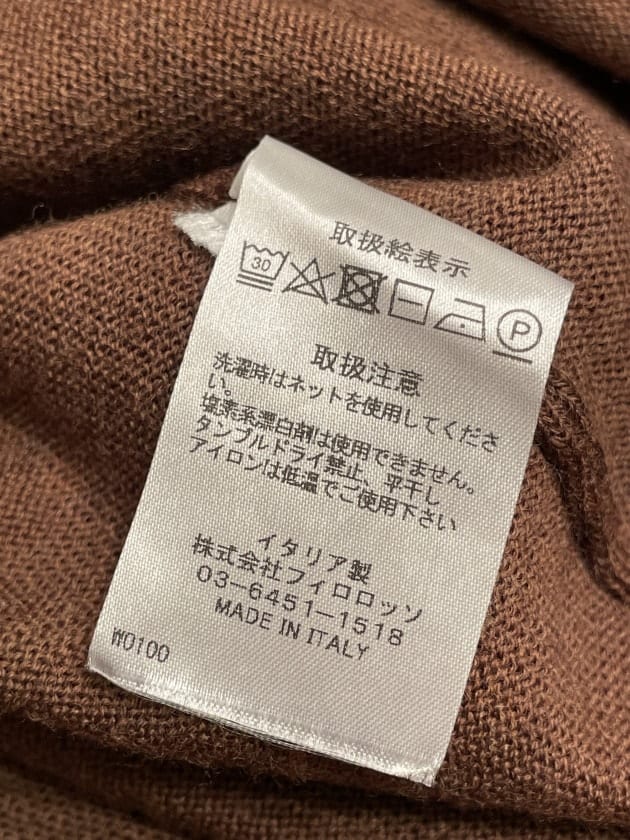 取扱絵表示
30
P
取扱注意
洗濯時はネットを使用してくださ
い。
塩素系漂白剤は使用できません。
タンブルドライ禁止、平干し
アイロンは低温でご使用下さい
イタリア製
株式会社フィロロッソ
03-6451-1518
MADE IN ITALY
WO100